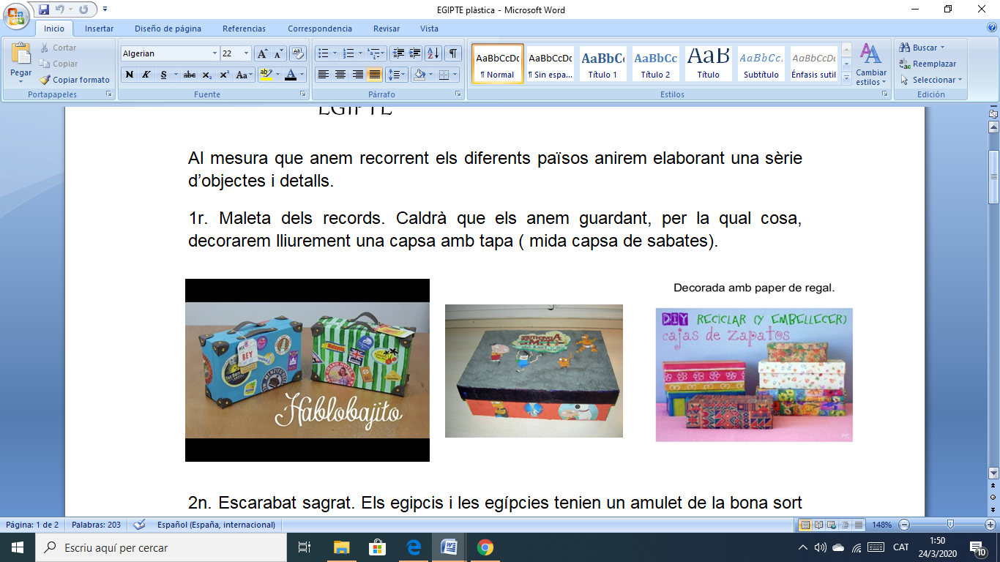 EGIPTE plàstica - Microsoft Word
Inicio Insertar Diseño de página Referencias Correspondencia Revisar Vista
Pegar
Cortar
Copiar
Copiar formato
Portapapeles
Algerian 22
N K S abc x₂ x² Aa
Fuente
Párrafo
AaBbCcDc AaBbCcDc AaBbCc AaBbCc AaB AaBbCc. AaBbCcDc
¶ Normal ¶ Sin espa... Título 1 Título 2 Título Subtítulo Énfasis sutil
Cambiar estilos
Estilos
Buscar
Reemplazar
Seleccionar
Edición
EGIPTE
Al mesura que anem recorrent els diferents països anirem elaborant una sèrie
d’objectes i detalls.
1r. Maleta dels records. Caldrà que els anem guardant, per la qual cosa,
decorarem lliurement una capsa amb tapa ( mida capsa de sabates).
BEY
Hablobajito
Decorada amb paper de regal.
DIY RECICLAR (Y EMBELLECER)
cajas de zapatos
2n. Escarabat sagrat. Els egipcis i les egípcies tenien un amulet de la bona sort
Página: 1 de 2 Palabras: 203 Español (España, internacional) 148%
Escriu aquí per cercar
CAT
1:50
24/3/2020
10